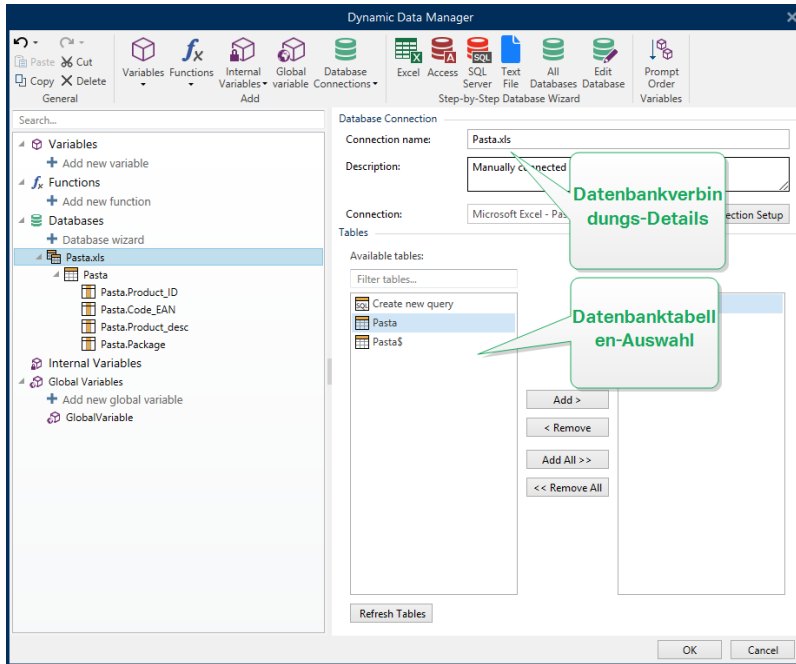 Dynamic Data Manager
Paste Cut
Copy Delete
General
Variables Functions Internal Variables Global variable Database Connections
Add
Excel Access SQL Server Text File All Databases Edit Database
Step-by-Step Database Wizard
Prompt Order
Variables
Search...
Variables
Add new variable
Functions
Add new function
Databases
Database wizard
Pasta.xls
Pasta
Pasta.Product_ID
Pasta.Code_EAN
Pasta.Product_desc
Pasta.Package
Internal Variables
Global Variables
Add new global variable
GlobalVariable
Database Connection
Connection name: Pasta.xls
Description: Manually connected
Datenbankverbin
dungs-Details
Connection: Microsoft Excel - Pas ection Setup
Tables
Available tables:
Filter tables...
Create new query
Pasta
Pasta$
Datenbanktabell
en-Auswahl
Add >
< Remove
Add All >>
<< Remove All
Refresh Tables
OK Cancel